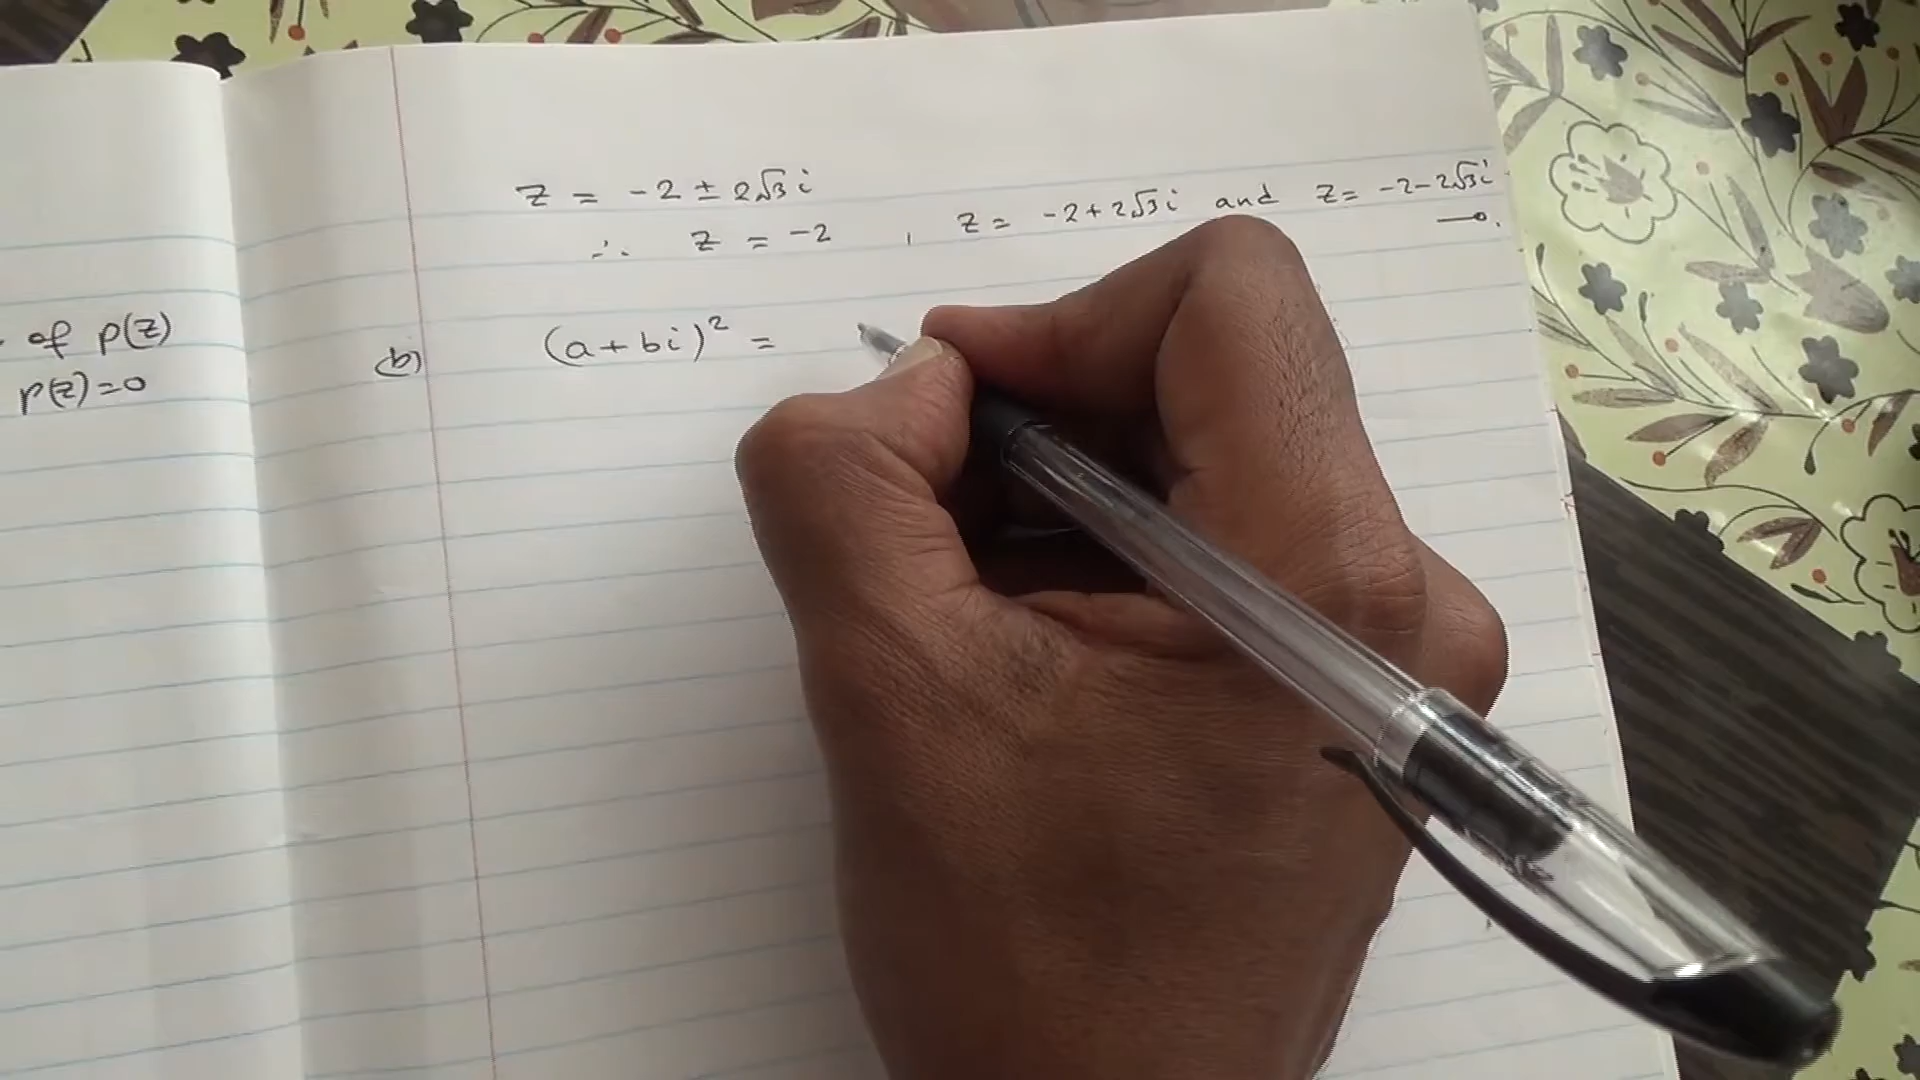 of p(z)
p(z)=0
z = -2 ± 2√3 i
∴ z = -2 , z = -2+2√3 i and z = -2-2√3 i
(b) (a+bi)² =